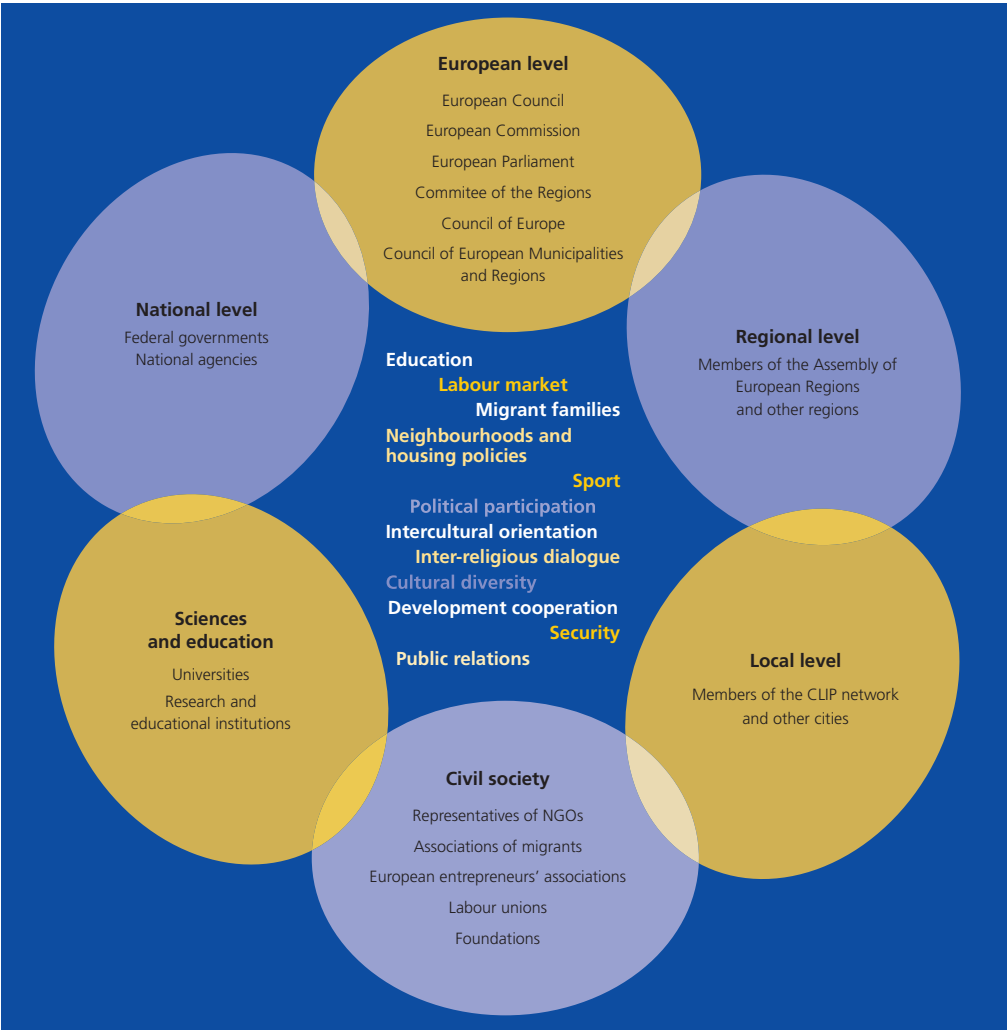 European level
European Council
European Commission
European Parliament
Commitee of the Regions
Council of Europe
Council of European Municipalities
and Regions
National level
Federal governments
National agencies
Regional level
Members of the Assembly of
European Regions
and other regions
Education
Labour market
Migrant families
Neighbourhoods and
housing policies
Sport
Political participation
Intercultural orientation
Inter-religious dialogue
Cultural diversity
Development cooperation
Security
Public relations
Sciences
and education
Universities
Research and
educational institutions
Local level
Members of the CLIP network
and other cities
Civil society
Representatives of NGOs
Associations of migrants
European entrepreneurs’ associations
Labour unions
Foundations